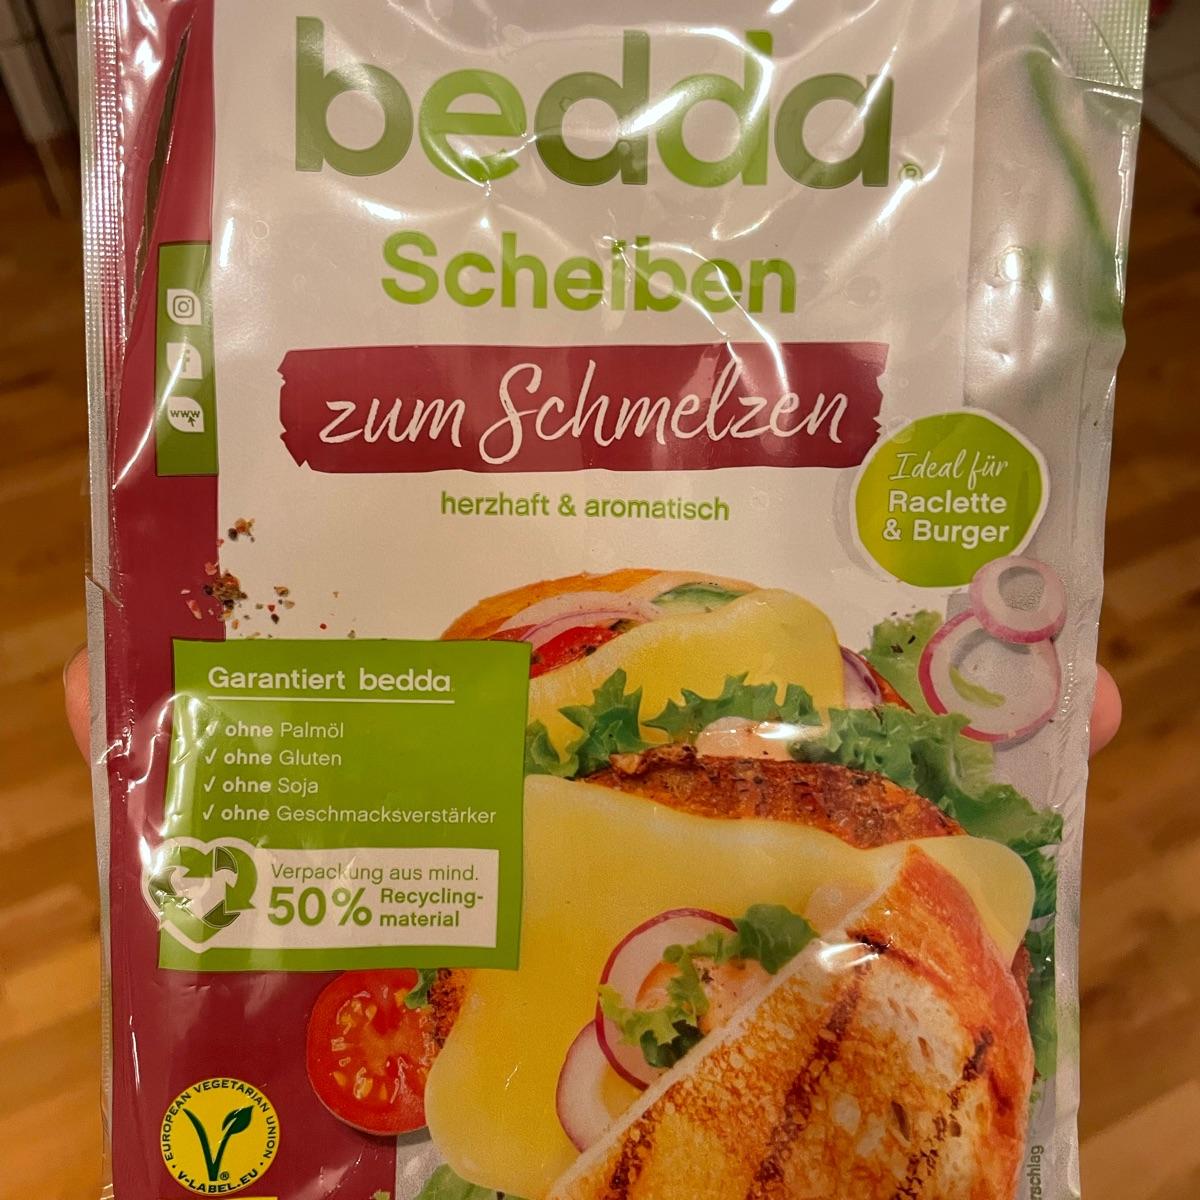 bedda®
Scheiben
zum Schmelzen
herzhaft & aromatisch
Ideal für
Raclette
& Burger
www
Garantiert bedda
✓ ohne Palmöl
✓ ohne Gluten
✓ ohne Soja
✓ ohne Geschmacksverstärker
Verpackung aus mind.
50% Recycling-
material
EUROPEAN VEGETARIAN UNION
V-LABEL.EU